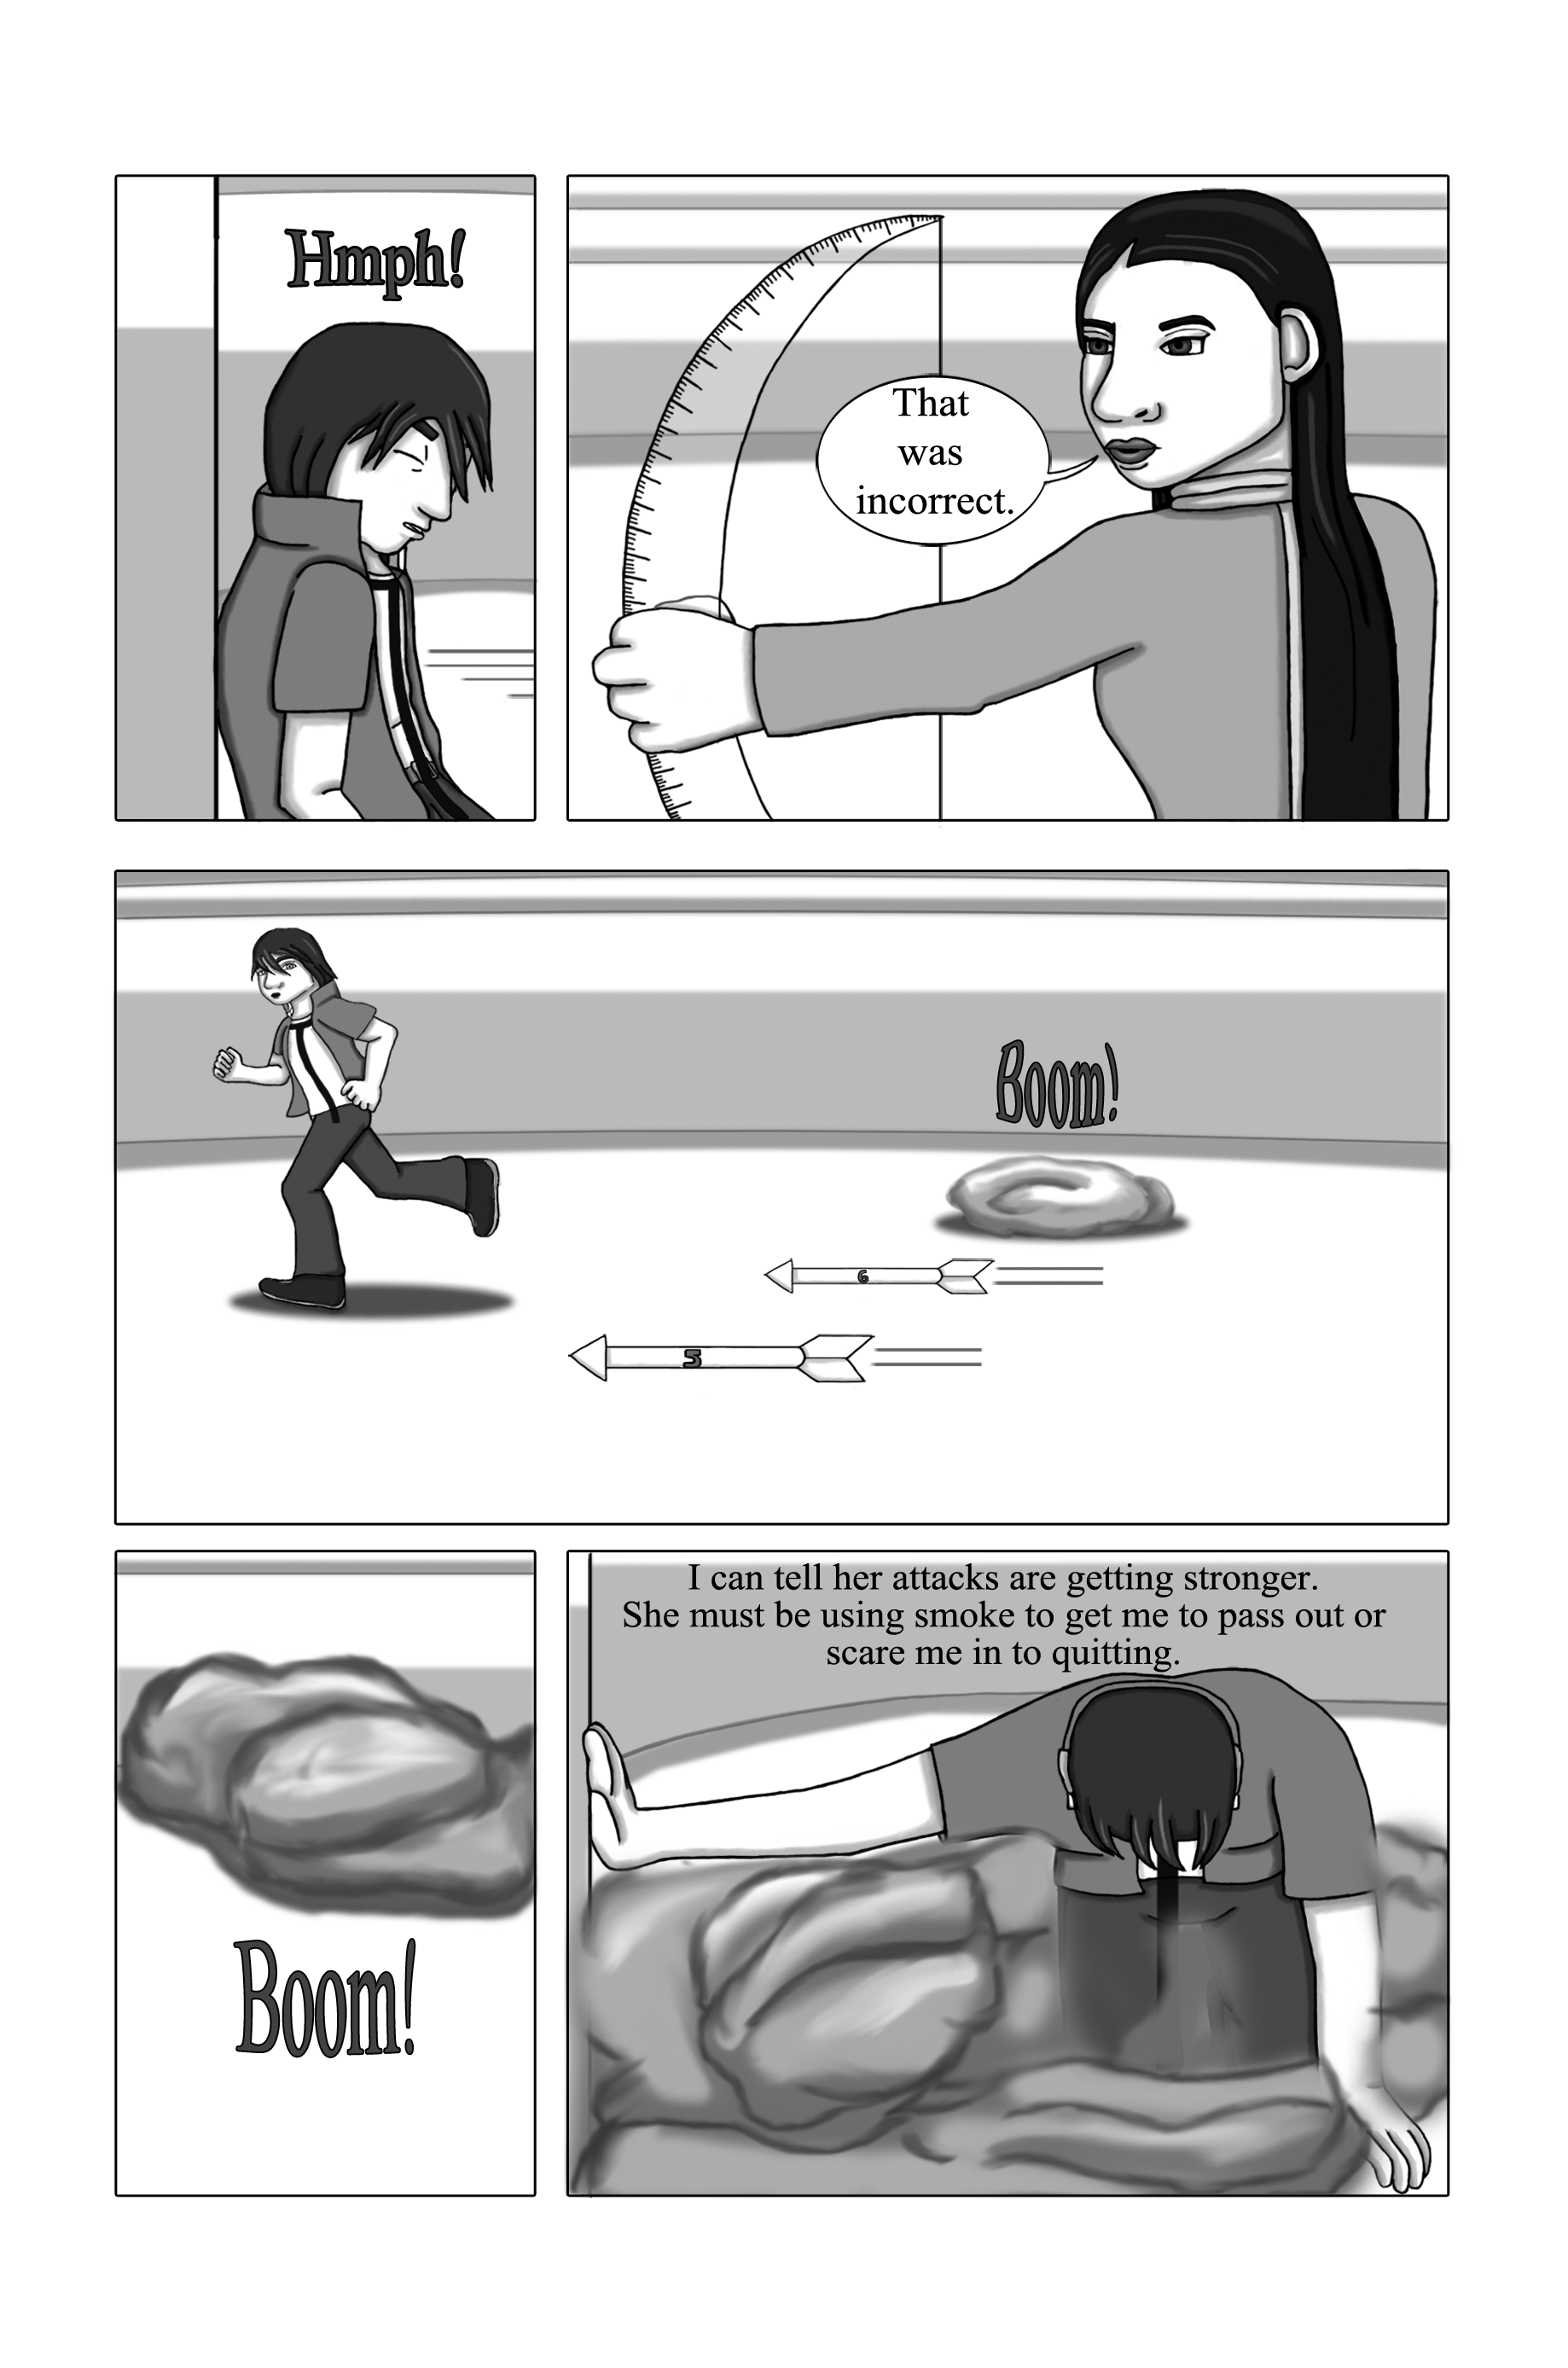 Hmph!
That
was
incorrect.
Boom!
6
5
Boom!
I can tell her attacks are getting stronger.
She must be using smoke to get me to pass out or
scare me in to quitting.